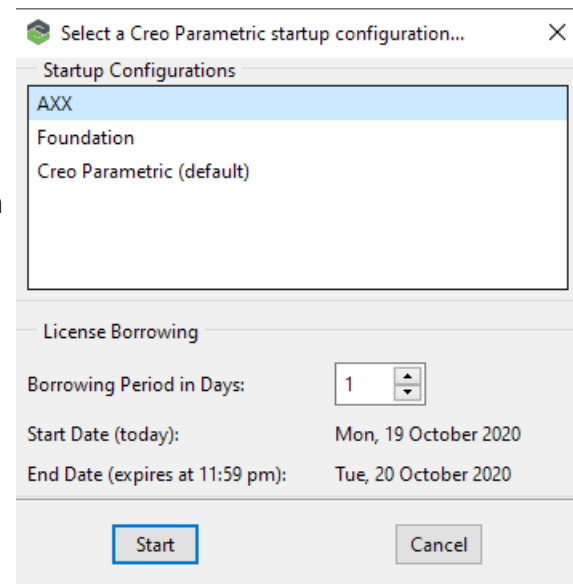 Select a Creo Parametric startup configuration...
Startup Configurations
AXX
Foundation
Creo Parametric (default)
License Borrowing
Borrowing Period in Days: 1
Start Date (today): Mon, 19 October 2020
End Date (expires at 11:59 pm): Tue, 20 October 2020
Start Cancel